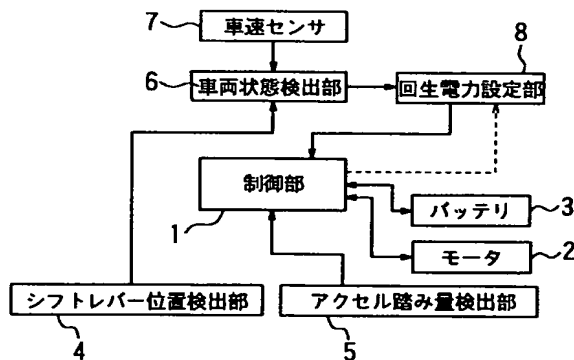 7
車速センサ
8
6
車両状態検出部
回生電力設定部
制御部
1
バッテリ
3
モータ
2
シフトレバー位置検出部
アクセル踏み量検出部
4
5